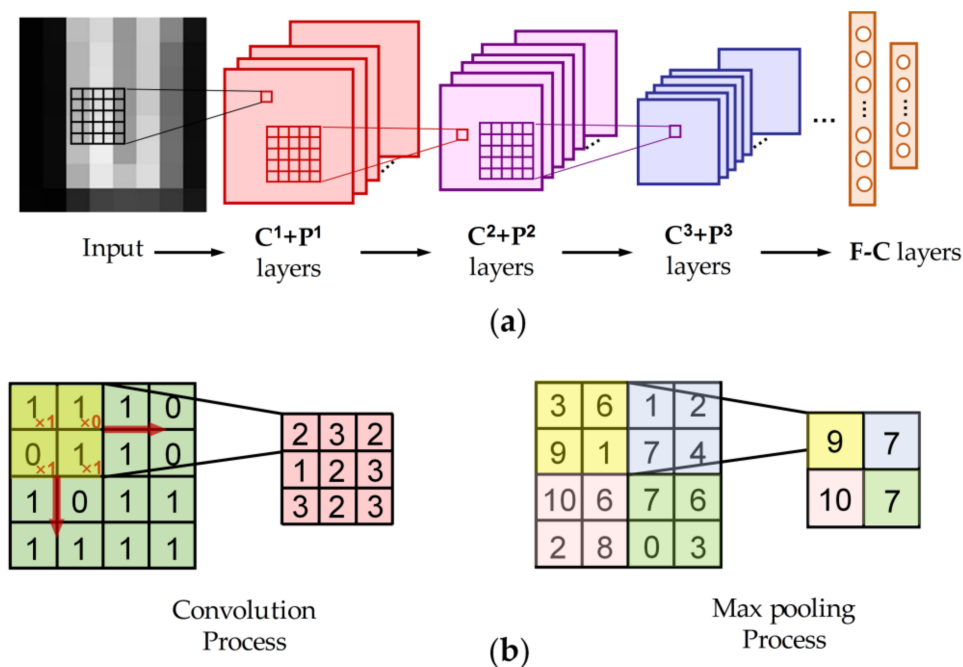 Input
C¹+P¹
layers
C²+P²
layers
C³+P³
layers
F-C layers
...
(a)
1×1 1×0 1 0
0×1 1×1 1 0
1 0 1 1
1 1 1 1
2 3 2
1 2 3
3 2 3
Convolution
Process
3 6 1 2
9 1 7 4
10 6 7 6
2 8 0 3
9 7
10 7
Max pooling
Process
(b)